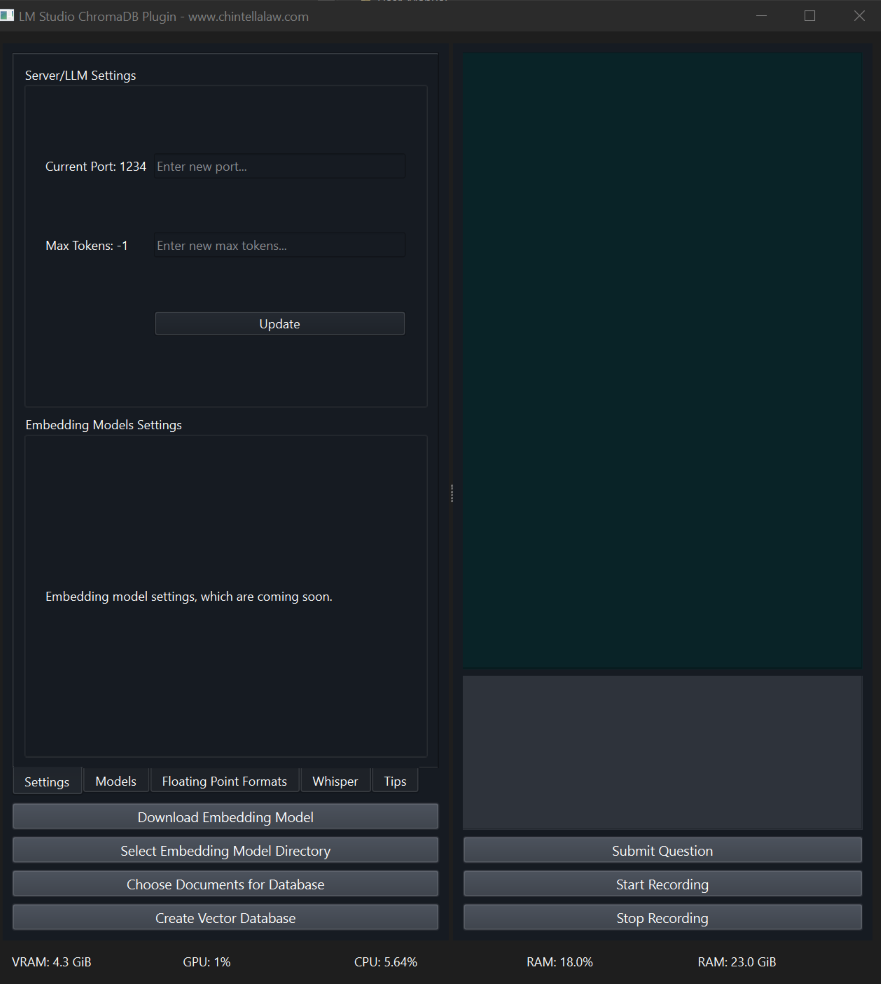 LM Studio ChromaDB Plugin - www.chintellalaw.com
Server/LLM Settings
Current Port: 1234 Enter new port...
Max Tokens: -1 Enter new max tokens...
Update
Embedding Models Settings
Embedding model settings, which are coming soon.
Settings Models Floating Point Formats Whisper Tips
Download Embedding Model
Select Embedding Model Directory
Choose Documents for Database
Create Vector Database
Submit Question
Start Recording
Stop Recording
VRAM: 4.3 GiB GPU: 1% CPU: 5.64% RAM: 18.0% RAM: 23.0 GiB